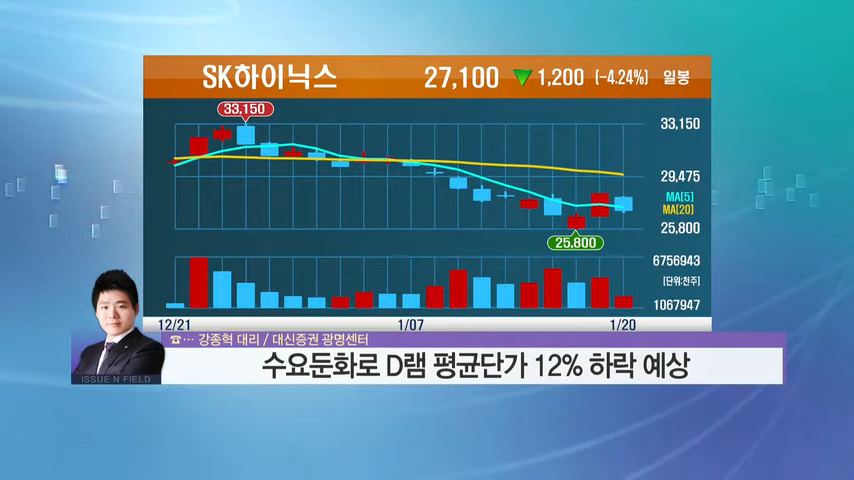 SK하이닉스 27,100 ▼ 1,200 (-4.24%) 일봉
33,150
33,150
29,475
MA[5]
MA[20]
25,800
25,800
6756943
[단위:천주]
1067947
12/21 1/07 1/20
☎… 강종혁 대리 / 대신증권 광명센터
수요둔화로 D램 평균단가 12% 하락 예상
ISSUE N FIELD